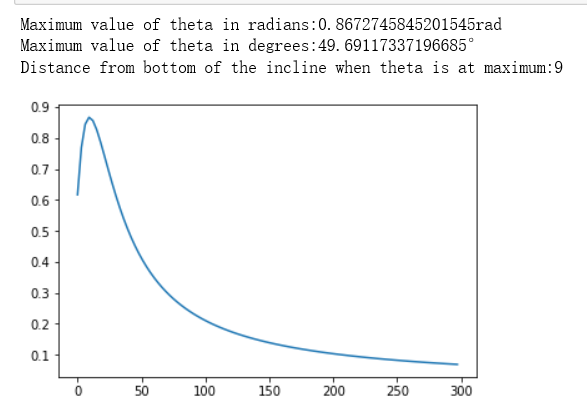 Maximum value of theta in radians:0.8672745845201545rad
Maximum value of theta in degrees:49.69117337196685°
Distance from bottom of the incline when theta is at maximum:9
0.9
0.8
0.7
0.6
0.5
0.4
0.3
0.2
0.1
0 50 100 150 200 250 300